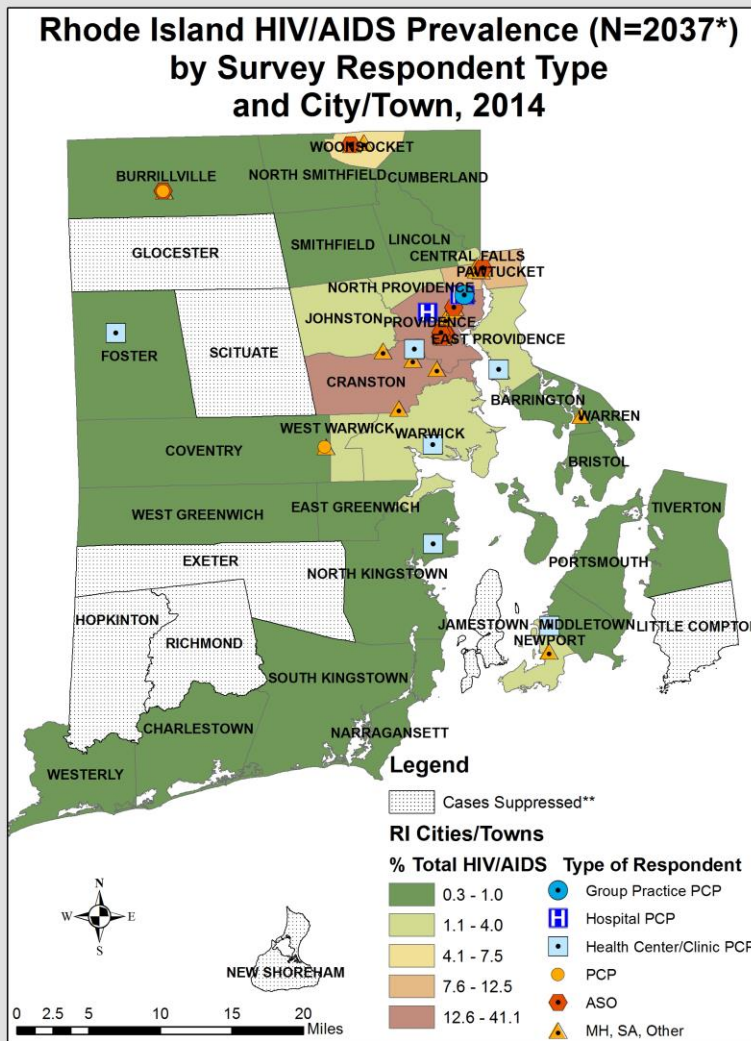 Rhode Island HIV/AIDS Prevalence (N=2037*)
by Survey Respondent Type
and City/Town, 2014
WOONSOCKET
BURRILLVILLE
NORTH SMITHFIELD
CUMBERLAND
GLOCESTER
SMITHFIELD
LINCOLN
CENTRAL FALLS
PAWTUCKET
NORTH PROVIDENCE
JOHNSTON
H
PROVIDENCE
EAST PROVIDENCE
FOSTER
SCITUATE
CRANSTON
BARRINGTON
WARREN
WEST WARWICK
WARWICK
COVENTRY
BRISTOL
WEST GREENWICH
EAST GREENWICH
TIVERTON
EXETER
PORTSMOUTH
NORTH KINGSTOWN
HOPKINTON
RICHMOND
JAMESTOWN
MIDDLETOWN
LITTLE COMPTON
NEWPORT
SOUTH KINGSTOWN
CHARLESTOWN
NARRAGANSETT
WESTERLY
Legend
Cases Suppressed**
RI Cities/Towns
% Total HIV/AIDS
Type of Respondent
0.3 - 1.0
Group Practice PCP
1.1 - 4.0
H Hospital PCP
4.1 - 7.5
Health Center/Clinic PCP
7.6 - 12.5
PCP
12.6 - 41.1
ASO
MH, SA, Other
N
W E
S
NEW SHOREHAM
0 2.5 5 10 15 20
Miles